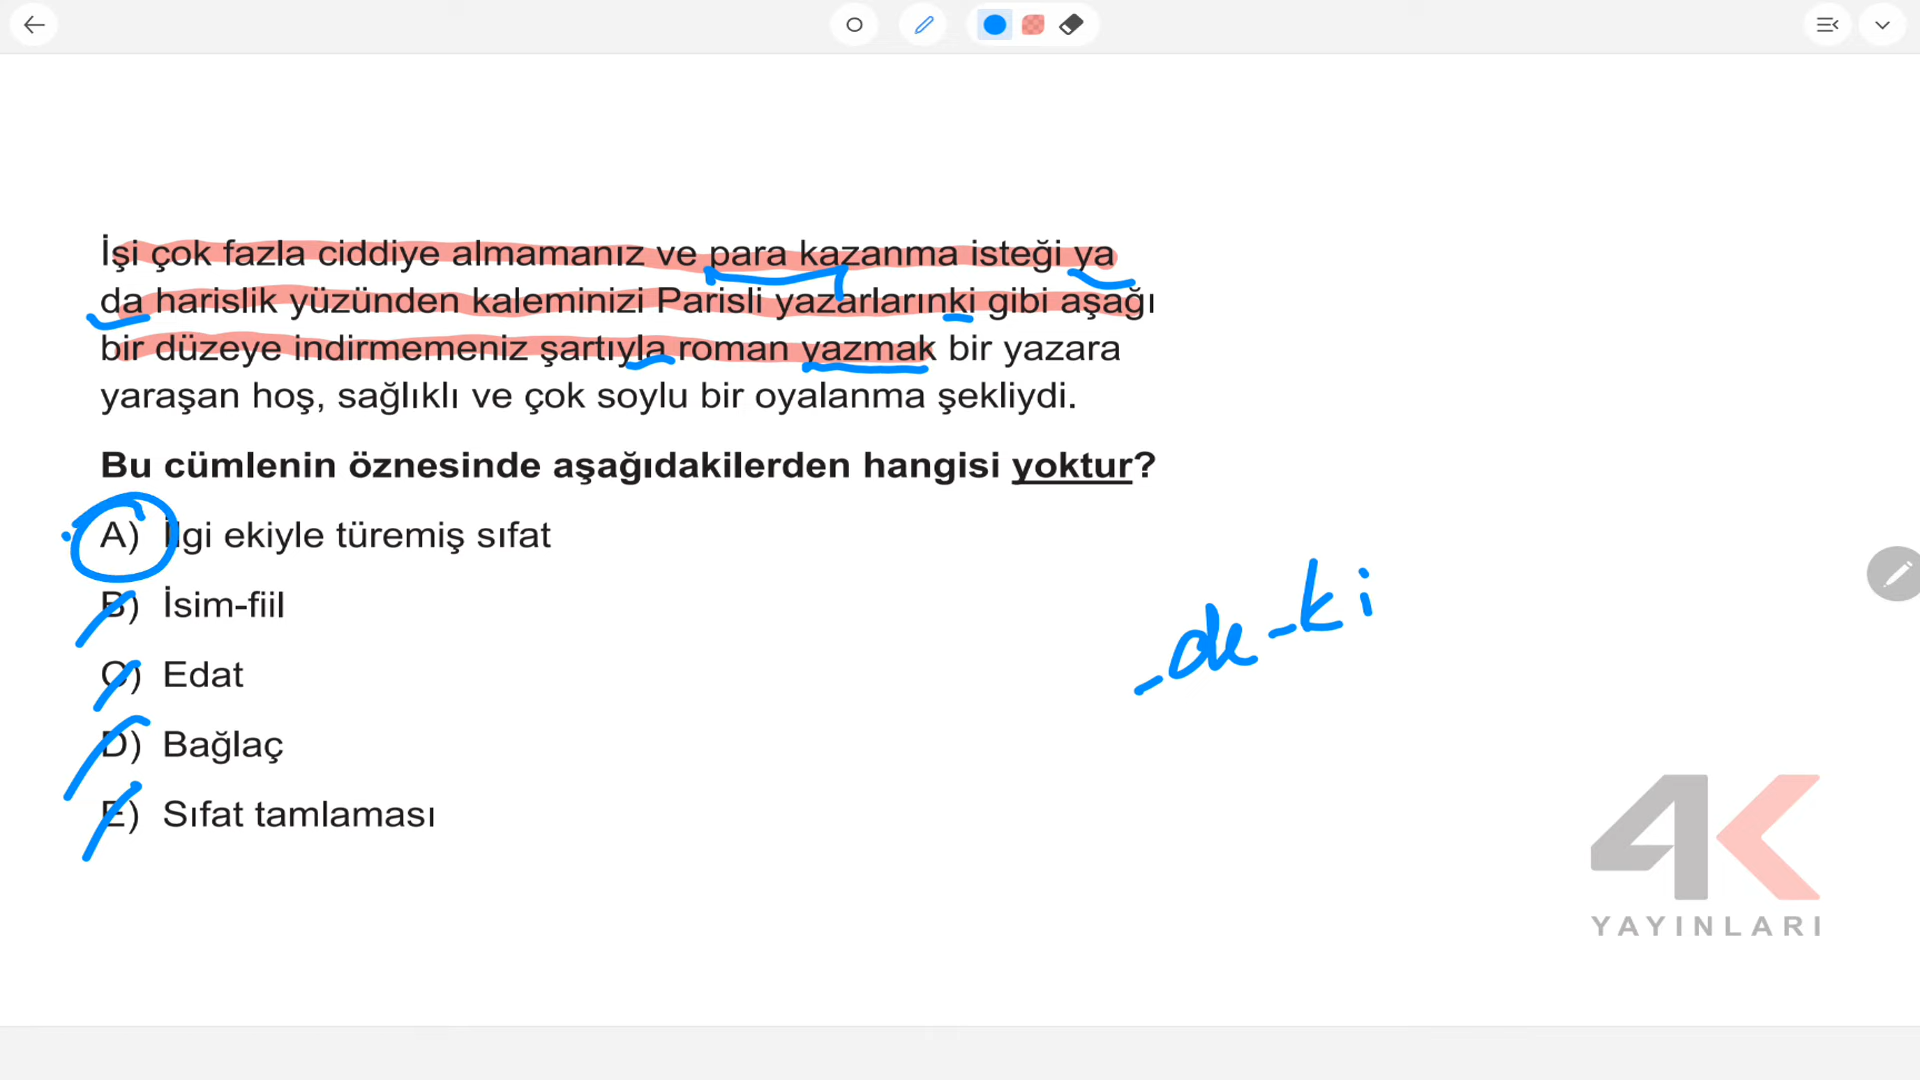 İşi çok fazla ciddiye almamanız ve para kazanma isteği ya
da harislik yüzünden kaleminizi Parisli yazarlarınki gibi aşağı
bir düzeye indirmemeniz şartıyla roman yazmak bir yazara
yaraşan hoş, sağlıklı ve çok soylu bir oyalanma şekliydi.
Bu cümlenin öznesinde aşağıdakilerden hangisi yoktur?
A) İlgi ekiyle türemiş sıfat
B) İsim-fiil
C) Edat
D) Bağlaç
E) Sıfat tamlaması
-de -ki
4K
YAYINLARI